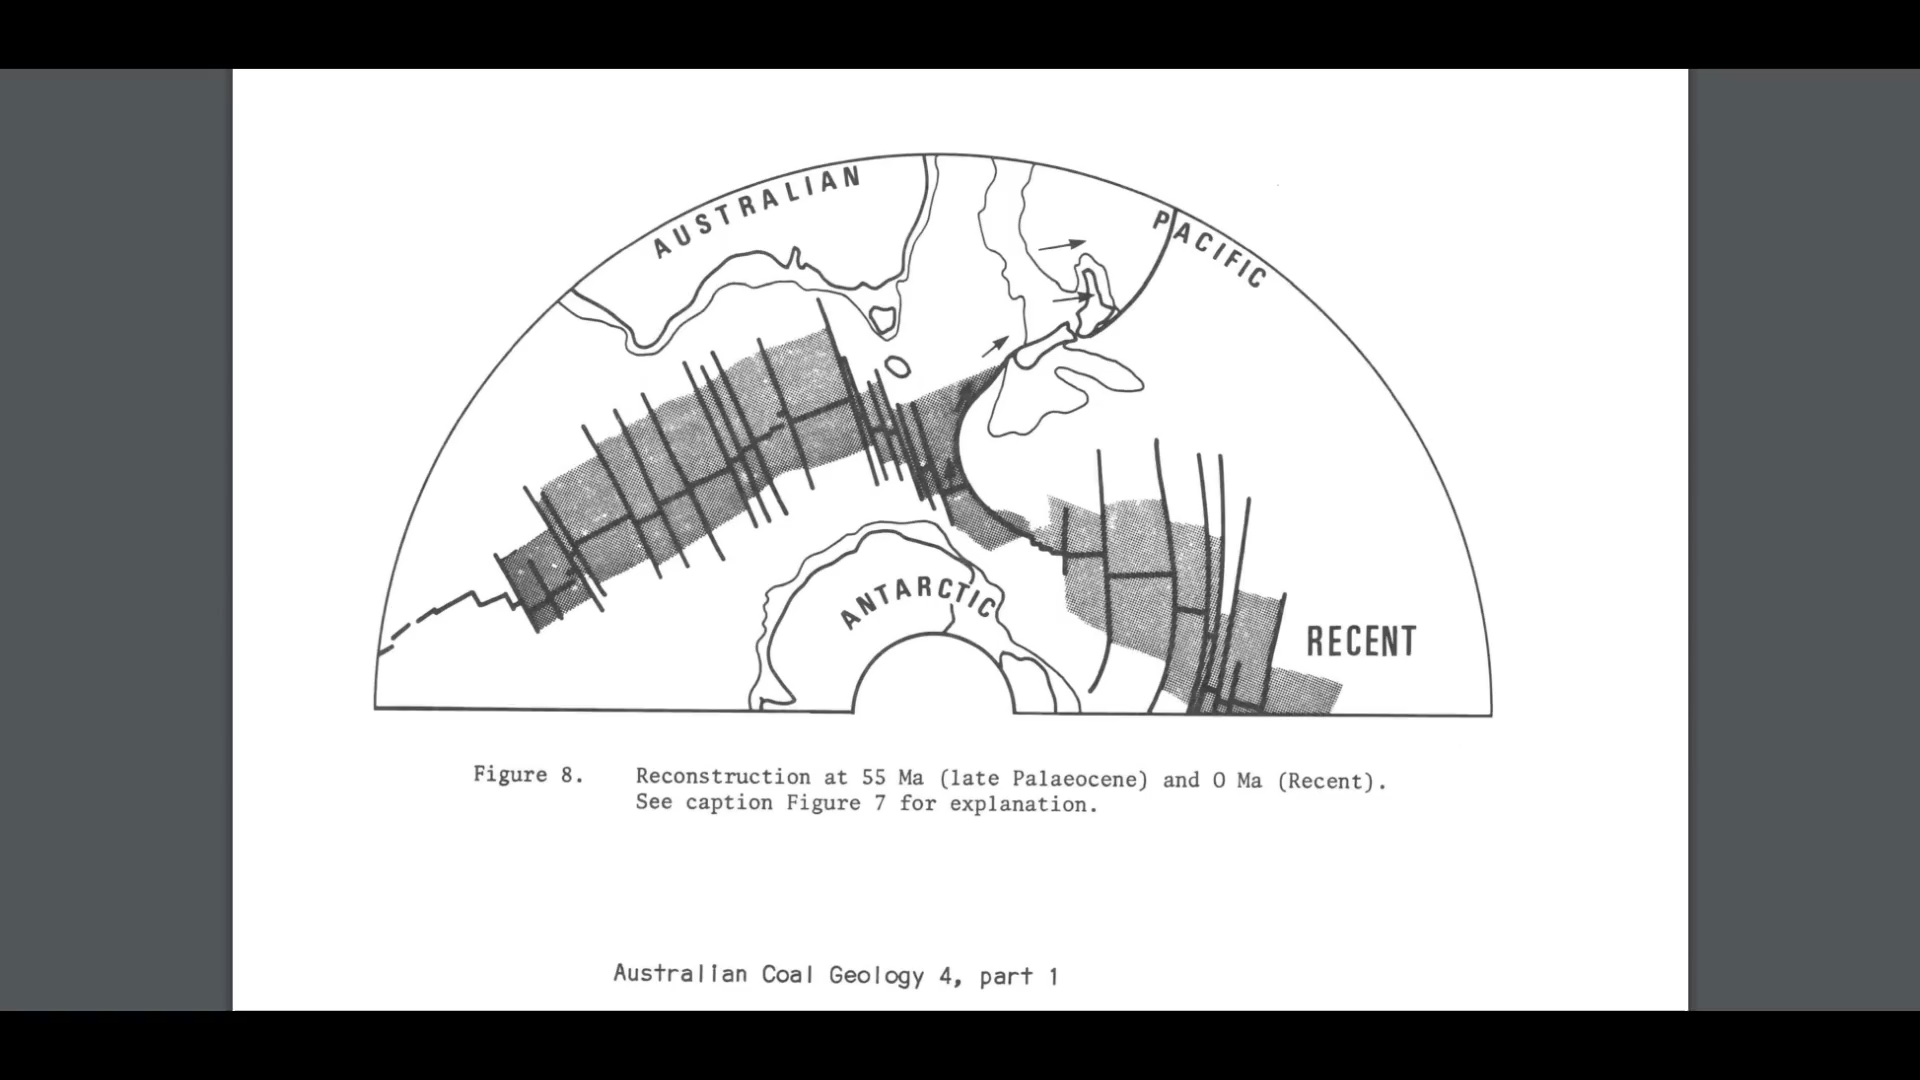 AUSTRALIAN
PACIFIC
ANTARCTIC
RECENT
Figure 8. Reconstruction at 55 Ma (late Palaeocene) and 0 Ma (Recent).
See caption Figure 7 for explanation.
Australian Coal Geology 4, part 1